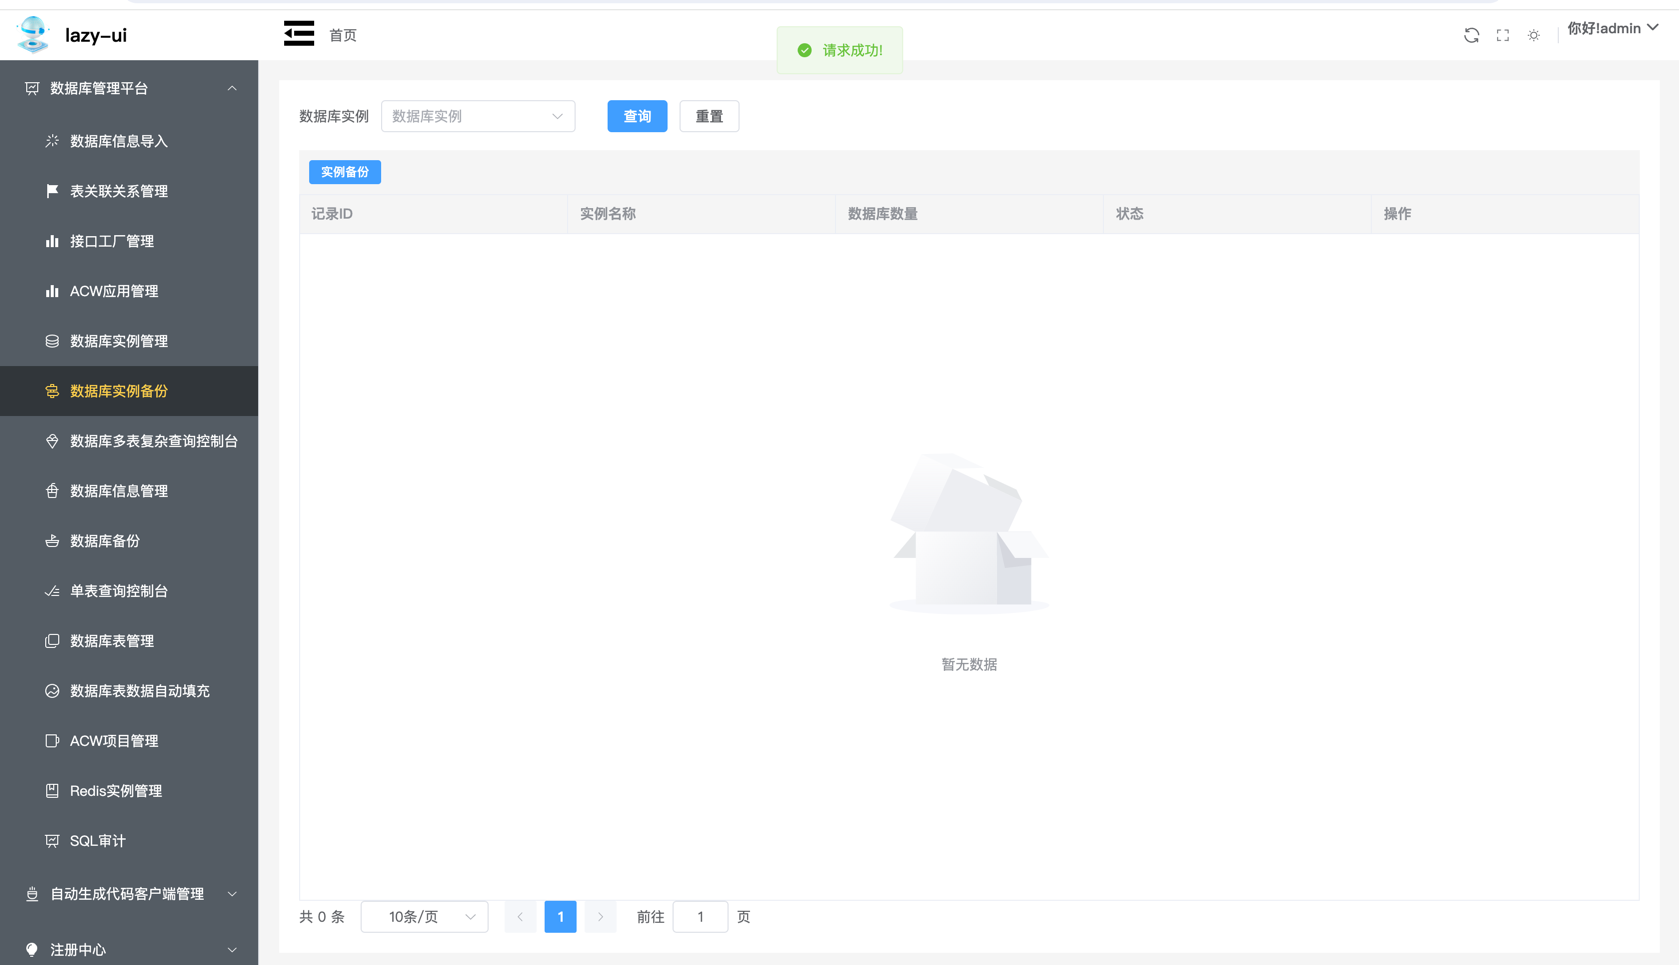 lazy-ui
首页
请求成功!
你好!admin
数据库管理平台
数据库信息导入
表关联关系管理
接口工厂管理
ACW应用管理
数据库实例管理
数据库实例备份
数据库多表复杂查询控制台
数据库信息管理
数据库备份
单表查询控制台
数据库表管理
数据库表数据自动填充
ACW项目管理
Redis实例管理
SQL审计
自动生成代码客户端管理
注册中心
数据库实例 数据库实例 查询 重置
实例备份
记录ID 实例名称 数据库数量 状态 操作
暂无数据
共 0 条 10条/页 1 前往 1 页